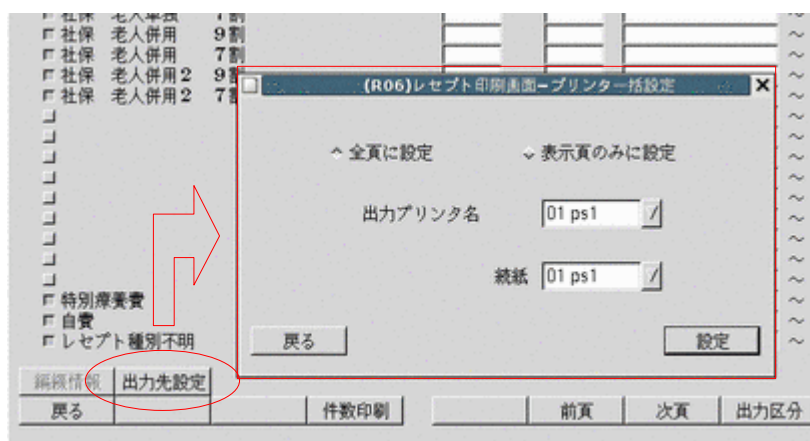 社保 老人単独 7割
社保 老人併用 9割
社保 老人併用 7割
社保 老人併用2 9割
社保 老人併用2 7割
特別療養費
自費
レセプト種別不明
(R06)レセプト印刷画面-プリンター括設定
全頁に設定
表示頁のみに設定
出力プリンタ名
01 ps1
続紙
01 ps1
戻る
設定
編綴情報
出力先設定
戻る
件数印刷
前頁
次頁
出力区分